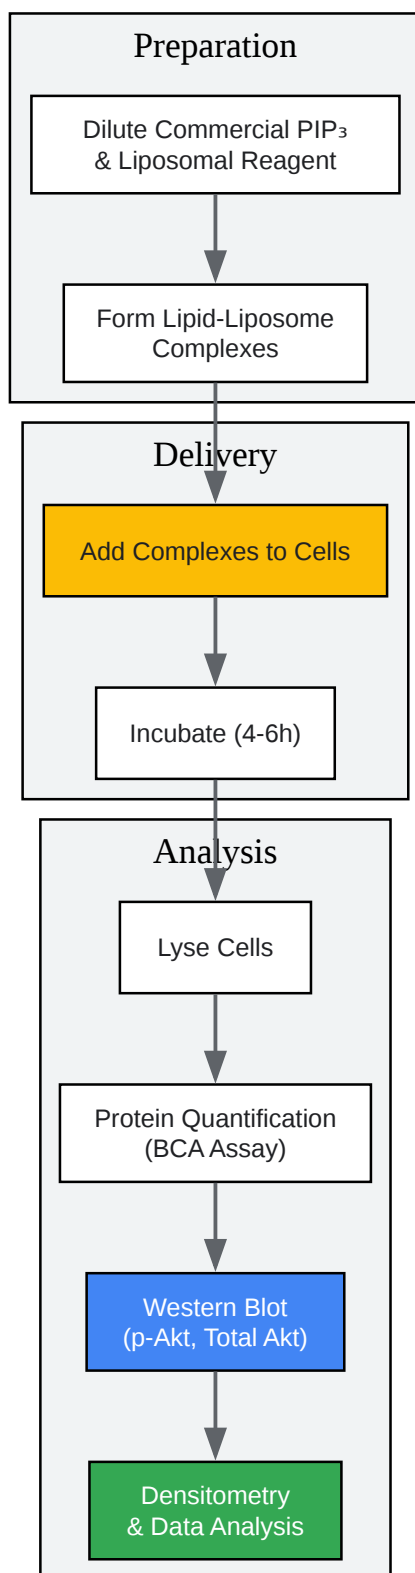 Preparation
Dilute Commercial PIP₃
& Liposomal Reagent
Form Lipid-Liposome
Complexes
Delivery
Add Complexes to Cells
Incubate (4-6h)
Analysis
Lyse Cells
Protein Quantification
(BCA Assay)
Western Blot
(p-Akt, Total Akt)
Densitometry
& Data Analysis